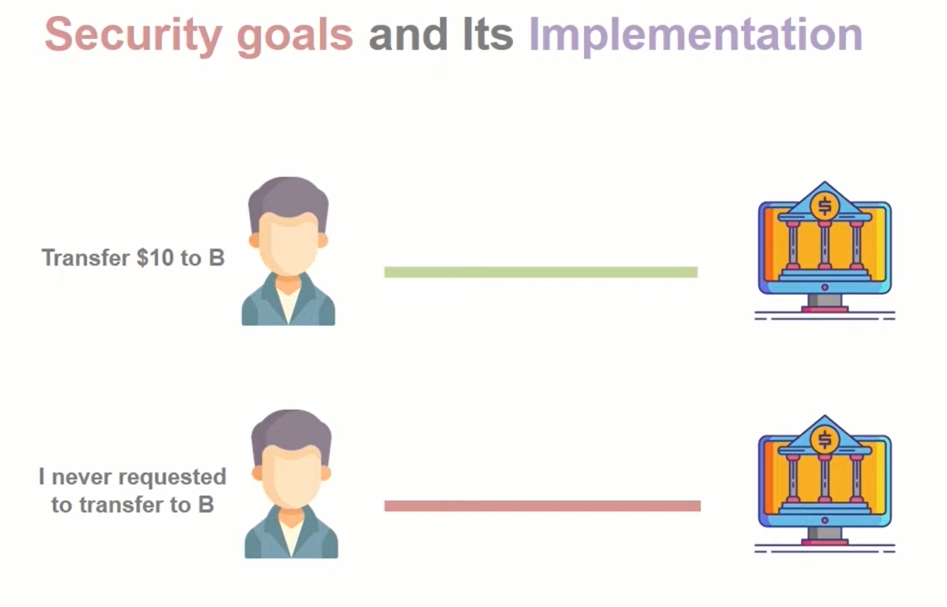 Security goals and Its Implementation
Transfer $10 to B
I never requested
to transfer to B